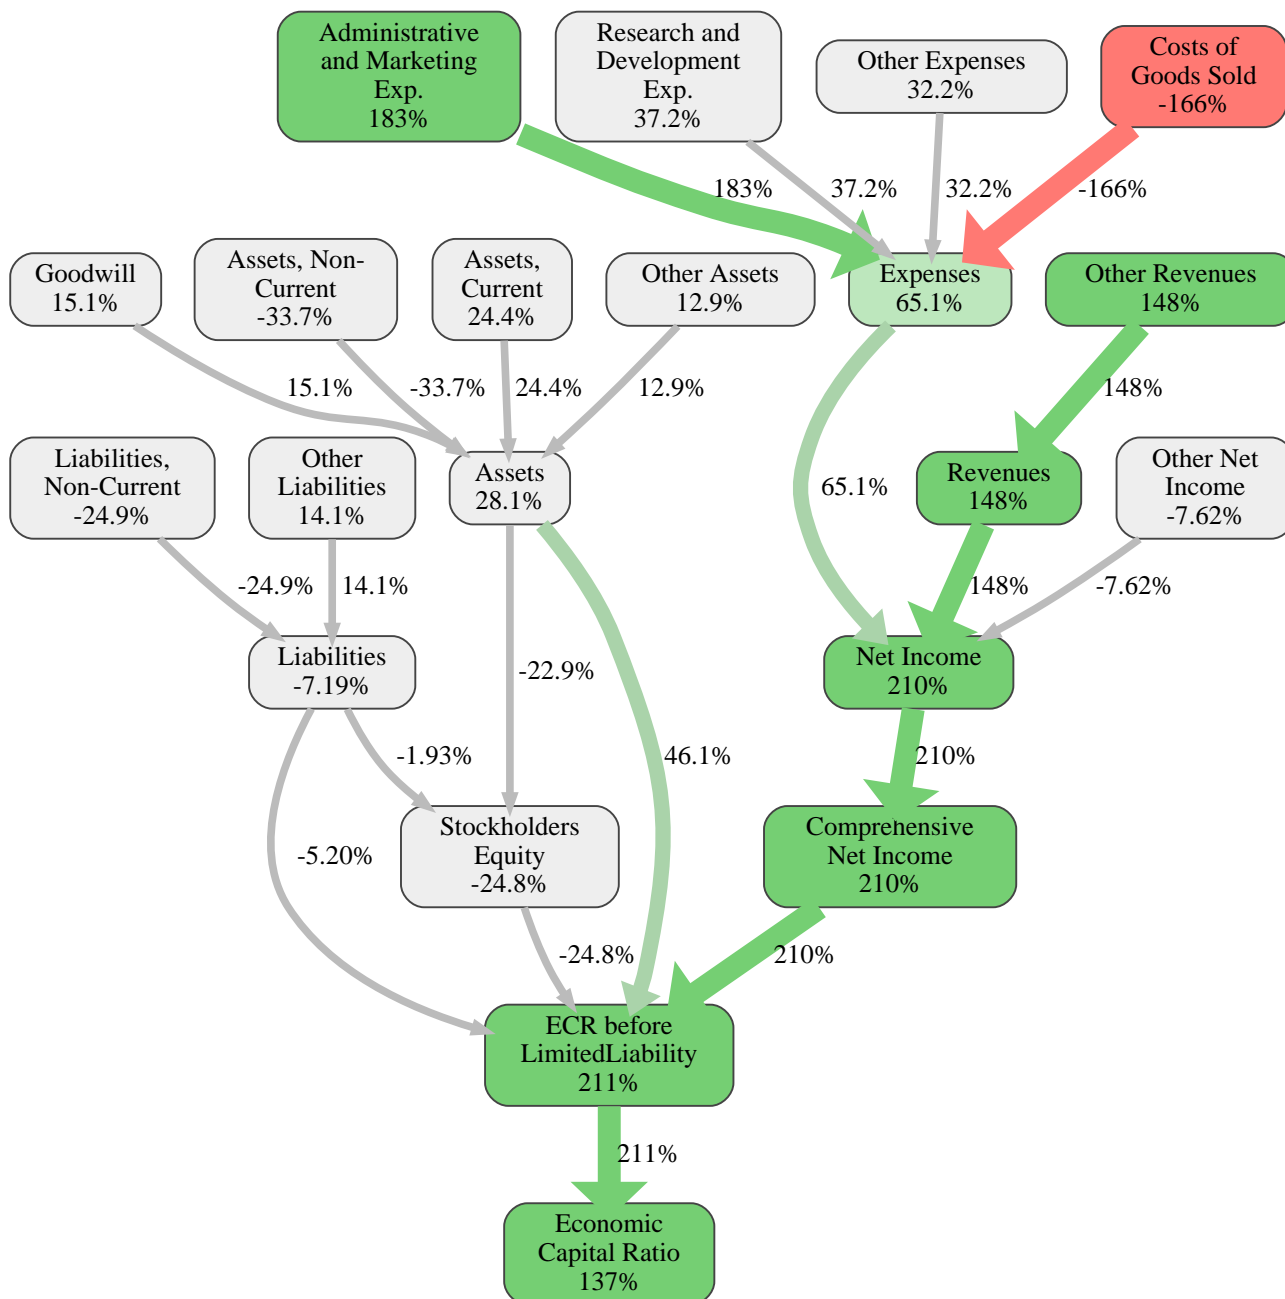 Administrative
and Marketing
Exp.
183%
Research and
Development
Exp.
37.2%
Other Expenses
32.2%
Costs of
Goods Sold
-166%
183%
37.2%
32.2%
-166%
Goodwill
15.1%
Assets, Non-
Current
-33.7%
Assets,
Current
24.4%
Other Assets
12.9%
Expenses
65.1%
Other Revenues
148%
15.1%
-33.7%
24.4%
12.9%
148%
Liabilities,
Non-Current
-24.9%
Other
Liabilities
14.1%
Assets
28.1%
65.1%
Revenues
148%
Other Net
Income
-7.62%
-24.9%
14.1%
148%
-7.62%
Liabilities
-7.19%
-22.9%
Net Income
210%
-1.93%
46.1%
210%
-5.20%
Stockholders
Equity
-24.8%
Comprehensive
Net Income
210%
-24.8%
210%
ECR before
LimitedLiability
211%
211%
Economic
Capital Ratio
137%